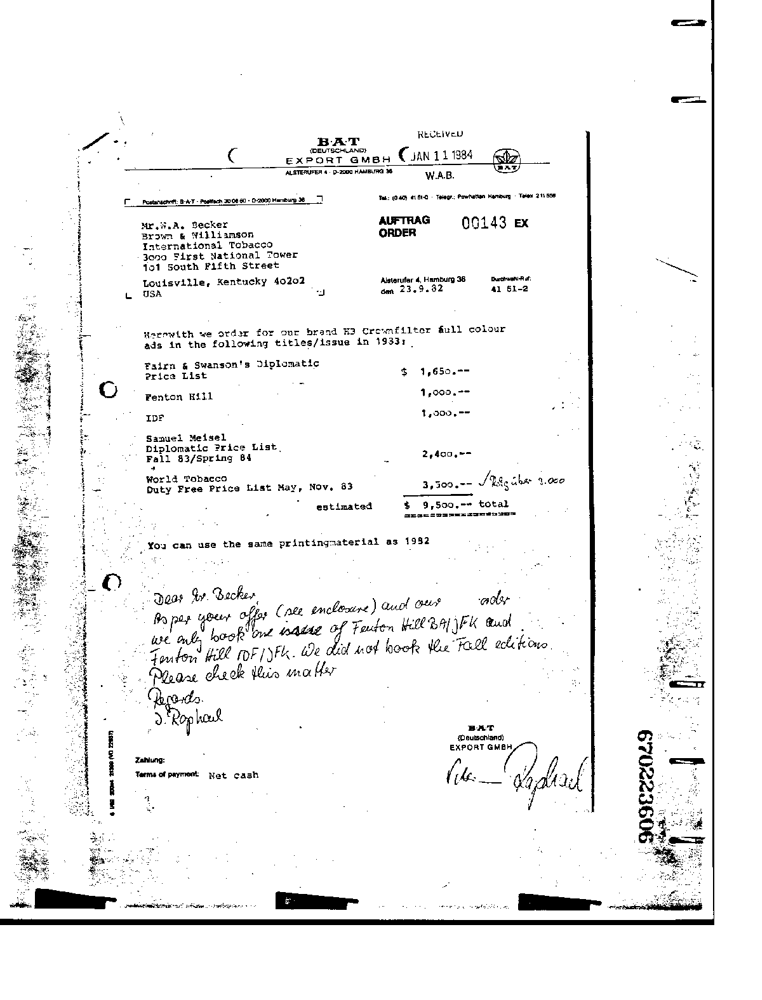 RECEIVED
B·A·T
(DEUTSCHLAND)
EXPORT GMBH
JAN 11 1984
ALSTERUFER 4 · D-2000 HAMBURG 36
W.A.B.
B·A·T
Postanschrift: B·A·T · Postfach 30 06 60 · D-2000 Hamburg 36
Tel.: (0 40) 41 51-0 · Telegr.: Powhattan Hamburg · Telex 2 11 556
Mr.W.A. Becker
Brown & Williamson
International Tobacco
3000 First National Tower
101 South Fifth Street
Louisville, Kentucky 40202
USA
AUFTRAG
ORDER
00143 EX
Alsterufer 4, Hamburg 36
den 23.9.82
Durchwahl-Ruf:
41 51-2
Herewith we order for our brand HB Crownfilter full colour
ads in the following titles/issue in 1983:
Fairn & Swanson's Diplomatic
Price List $ 1,650.--
Fenton Hill 1,000.--
IDF 1,000.--
Samuel Meisel
Diplomatic Price List
Fall 83/Spring 84 2,400.--
World Tobacco
Duty Free Price List May, Nov. 83 3,500.-- über
estimated $ 9,500.-- total
You can use the same printingmaterial as 1982
Dear Mr. Becker,
As per your offer (see enclosure) and our order
we only book one issue of Fenton Hill BA/JFK and
Fenton Hill IDF/JFK. We did not book the Fall editions.
Please check this matter
Regards.
J. Raphael
B·A·T
(Deutschland)
EXPORT GMBH
Raphael
Zahlung:
Terms of payment: Net cash
670223606